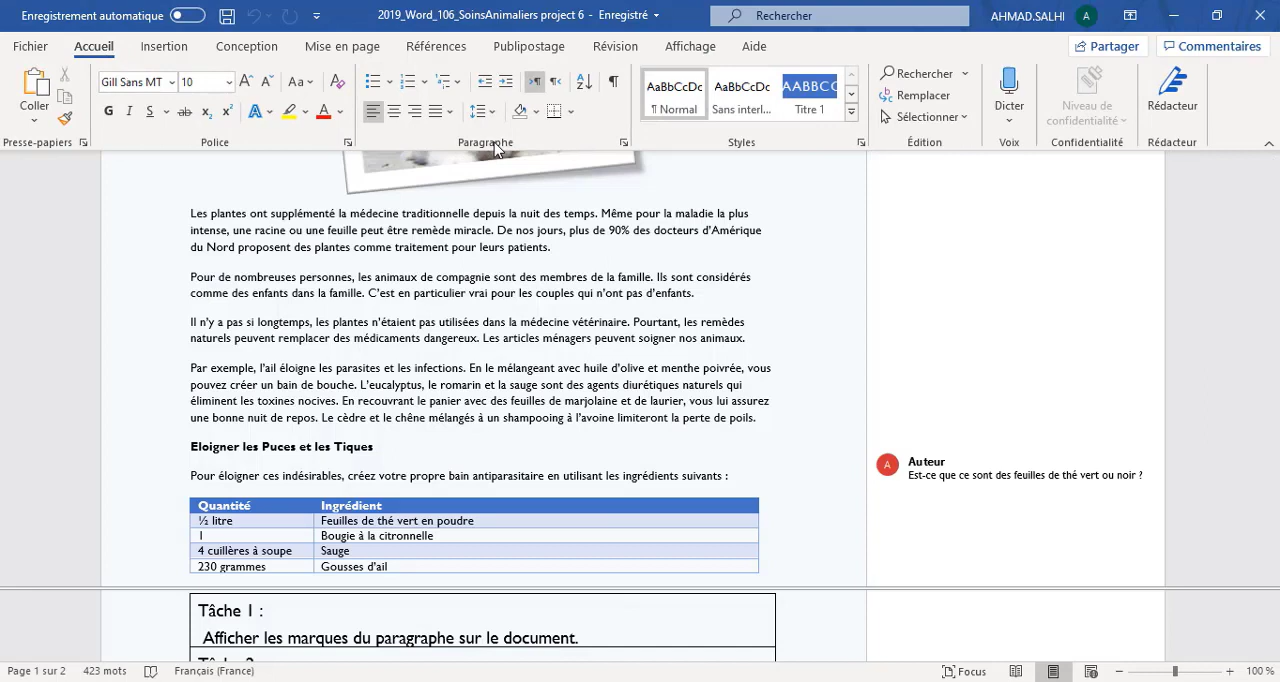 Enregistrement automatique
2019_Word_106_SoinsAnimaliers project 6 - Enregistré
Rechercher
AHMAD.SALHI A
Fichier Accueil Insertion Conception Mise en page Références Publipostage Révision Affichage Aide Partager Commentaires
Coller
Gill Sans MT 10 Aa
G I S ab x₂ x² A A
AaBbCcDc AaBbCcDc AABBCC
¶ Normal Sans interl... Titre 1
Rechercher
Remplacer
Sélectionner
Dicter
Niveau de
confidentialité
Rédacteur
Presse-papiers Police Paragraphe Styles Édition Voix Confidentialité Rédacteur
Les plantes ont supplémenté la médecine traditionnelle depuis la nuit des temps. Même pour la maladie la plus
intense, une racine ou une feuille peut être remède miracle. De nos jours, plus de 90% des docteurs d’Amérique
du Nord proposent des plantes comme traitement pour leurs patients.
Pour de nombreuses personnes, les animaux de compagnie sont des membres de la famille. Ils sont considérés
comme des enfants dans la famille. C’est en particulier vrai pour les couples qui n’ont pas d’enfants.
Il n’y a pas si longtemps, les plantes n’étaient pas utilisées dans la médecine vétérinaire. Pourtant, les remèdes
naturels peuvent remplacer des médicaments dangereux. Les articles ménagers peuvent soigner nos animaux.
Par exemple, l’ail éloigne les parasites et les infections. En le mélangeant avec huile d’olive et menthe poivrée, vous
pouvez créer un bain de bouche. L’eucalyptus, le romarin et la sauge sont des agents diurétiques naturels qui
éliminent les toxines nocives. En recouvrant le panier avec des feuilles de marjolaine et de laurier, vous lui assurez
une bonne nuit de repos. Le cèdre et le chêne mélangés à un shampooing à l’avoine limiteront la perte de poils.
Eloigner les Puces et les Tiques
Pour éloigner ces indésirables, créez votre propre bain antiparasitaire en utilisant les ingrédients suivants :
A Auteur
Est-ce que ce sont des feuilles de thé vert ou noir ?
Quantité Ingrédient
½ litre Feuilles de thé vert en poudre
1 Bougie à la citronnelle
4 cuillères à soupe Sauge
230 grammes Gousses d’ail
Tâche 1 :
Afficher les marques du paragraphe sur le document.
Page 1 sur 2 423 mots Français (France) Focus 100 %